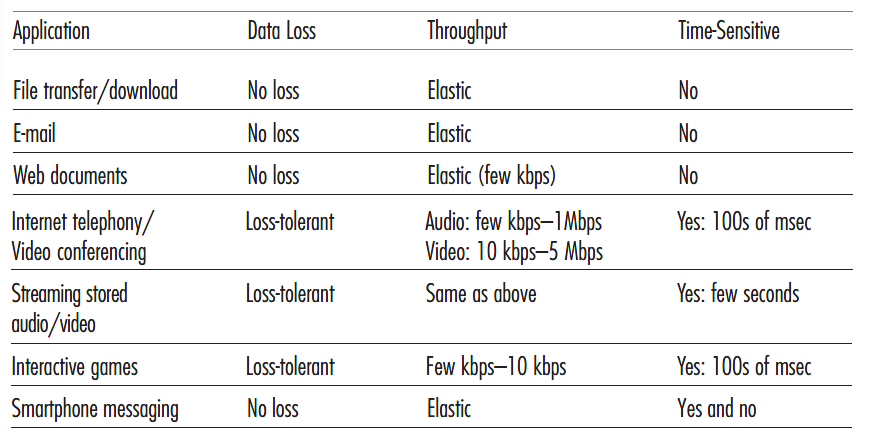 Application Data Loss Throughput Time-Sensitive
File transfer/download No loss Elastic No
E-mail No loss Elastic No
Web documents No loss Elastic (few kbps) No
Internet telephony/ Loss-tolerant Audio: few kbps–1Mbps Yes: 100s of msec
Video conferencing Video: 10 kbps–5 Mbps
Streaming stored Loss-tolerant Same as above Yes: few seconds
audio/video
Interactive games Loss-tolerant Few kbps–10 kbps Yes: 100s of msec
Smartphone messaging No loss Elastic Yes and no